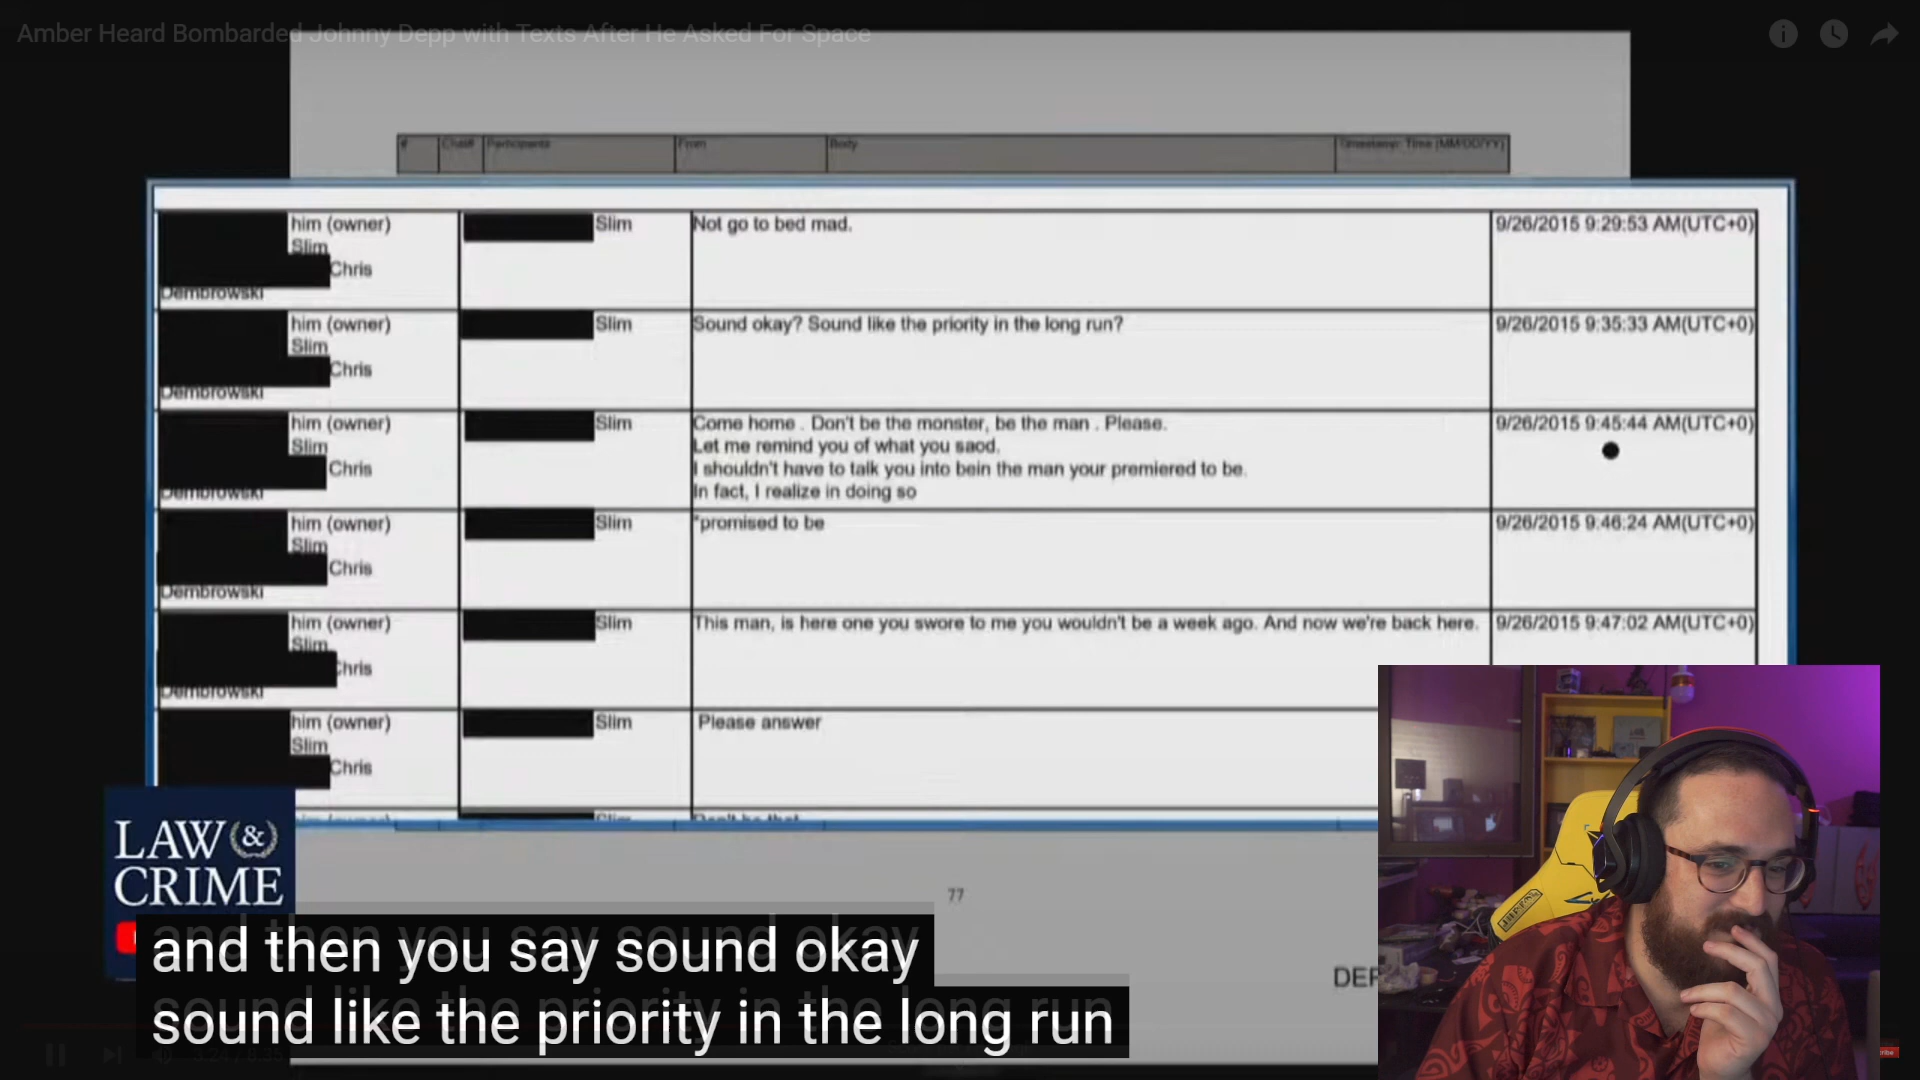 Amber Heard Bombarded Johnny Depp with Texts After He Asked For Space
# Chat# Participants From Body Timestamp: Time (MM/DD/YY)
him (owner) Slim Not go to bed mad. 9/26/2015 9:29:53 AM(UTC+0)
Slim
Chris
Dembrowski
him (owner) Slim Sound okay? Sound like the priority in the long run? 9/26/2015 9:35:33 AM(UTC+0)
Slim
Chris
Dembrowski
him (owner) Slim Come home . Don't be the monster, be the man . Please. 9/26/2015 9:45:44 AM(UTC+0)
Slim Let me remind you of what you saod.
Chris I shouldn't have to talk you into bein the man your premiered to be.
Dembrowski In fact, I realize in doing so
him (owner) Slim *promised to be 9/26/2015 9:46:24 AM(UTC+0)
Slim
Chris
Dembrowski
him (owner) Slim This man, is here one you swore to me you wouldn't be a week ago. And now we're back here. 9/26/2015 9:47:02 AM(UTC+0)
Slim
Chris
Dembrowski
him (owner) Slim Please answer
Slim
Chris
LAW &
CRIME
77
and then you say sound okay
sound like the priority in the long run